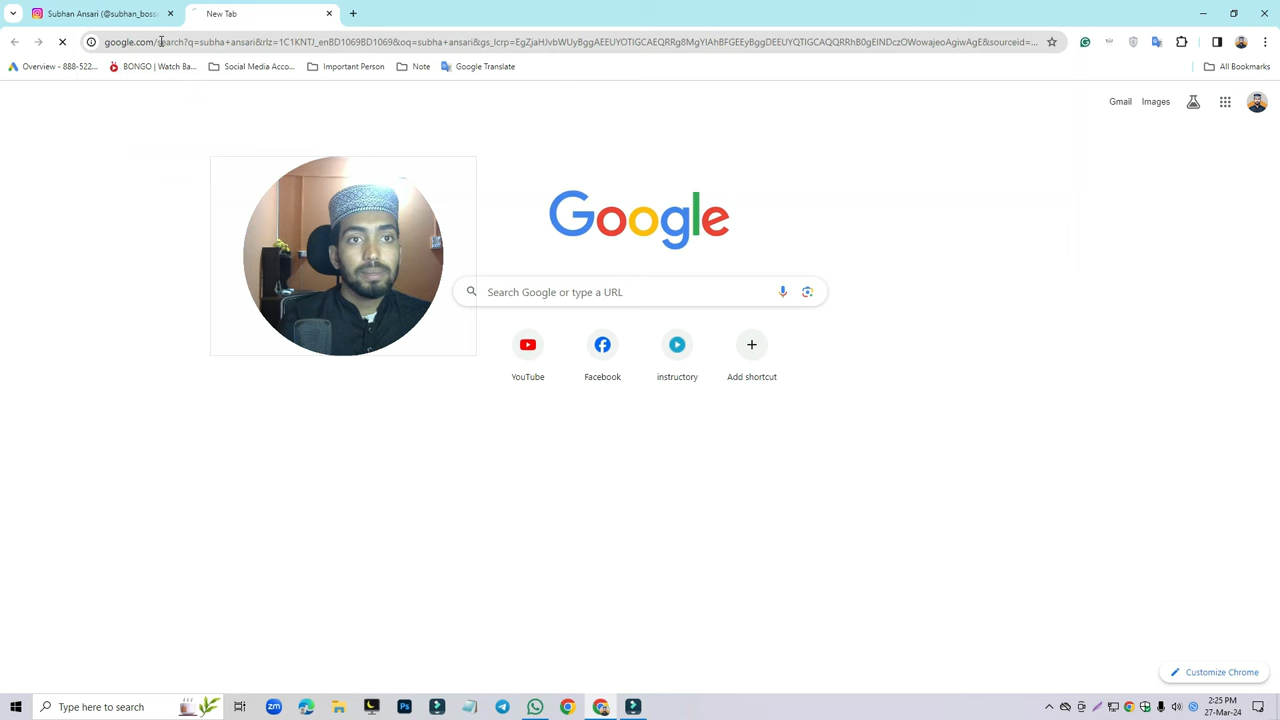 Subhan Ansari (@subhan_boss
New Tab
google.com/search?q=subha+ansari&rlz=1C1KNTJ_enBD1069BD1069&oq=subha+ansari&gs_lcrp=EgZjaHJvbWUyBggAEEUYOTIGCAEQRRg8MgYIAhBFGEEyBggDEEUYQTIGCAQQRRhB0gEINDczOWowajeoAgiwAgE&sourceid=...
Overview - 888-522...
BONGO | Watch Ba...
Social Media Acco...
Important Person
Note
Google Translate
All Bookmarks
Gmail
Images
Google
Search Google or type a URL
YouTube
Facebook
instructory
Add shortcut
Customize Chrome
Type here to search
zm
Ps
2:25 PM
27-Mar-24